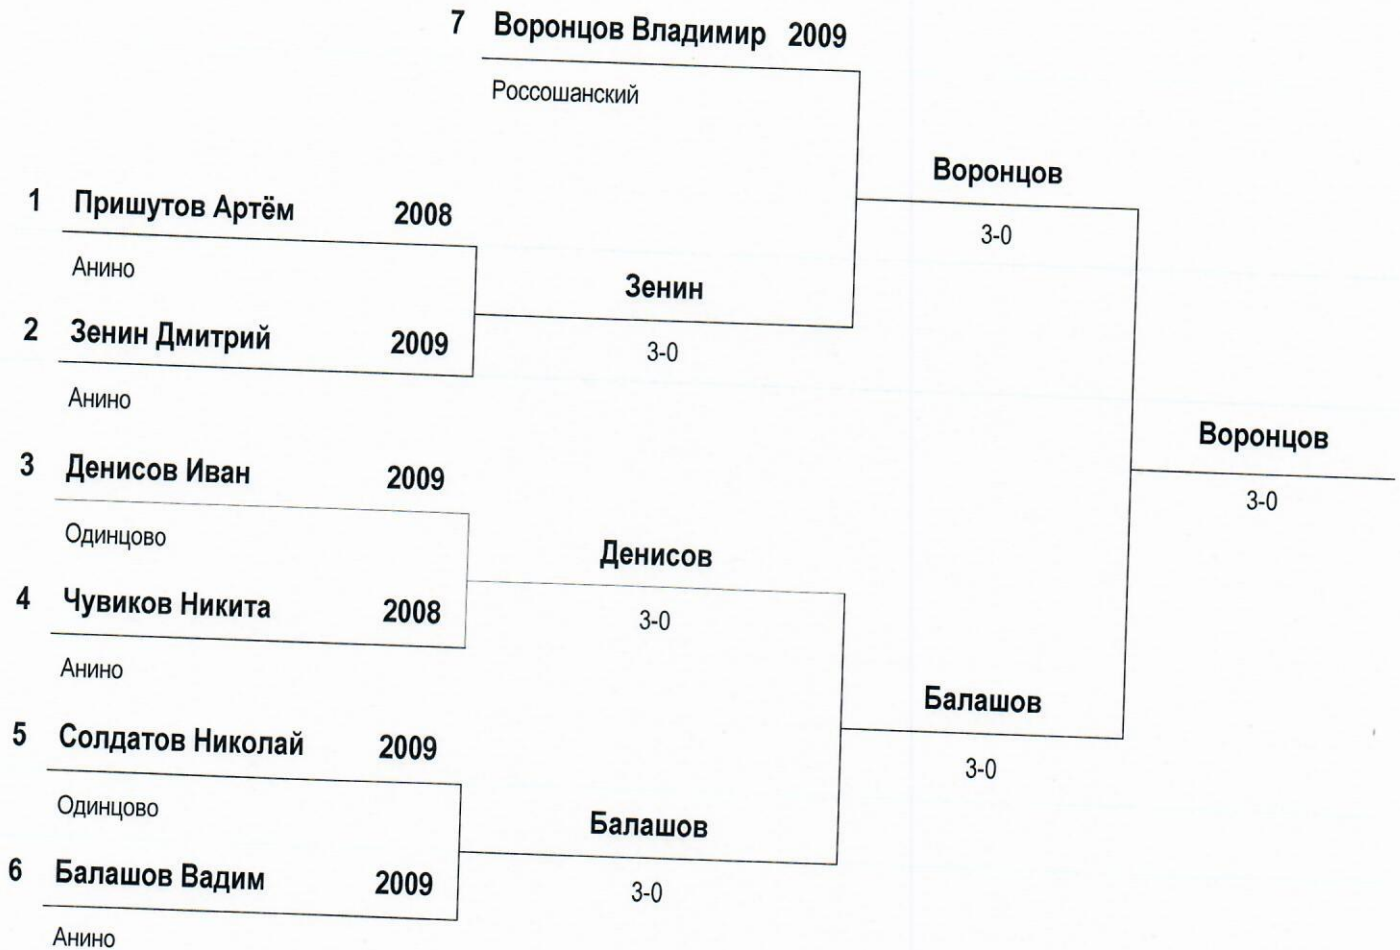 7 Воронцов Владимир 2009
Россошанский
Воронцов
3-0
1 Пришутов Артём 2008
Анино
Зенин
3-0
2 Зенин Дмитрий 2009
Анино
Воронцов
3-0
3 Денисов Иван 2009
Одинцово
Денисов
3-0
4 Чувиков Никита 2008
Анино
Балашов
3-0
5 Солдатов Николай 2009
Одинцово
Балашов
3-0
6 Балашов Вадим 2009
Анино